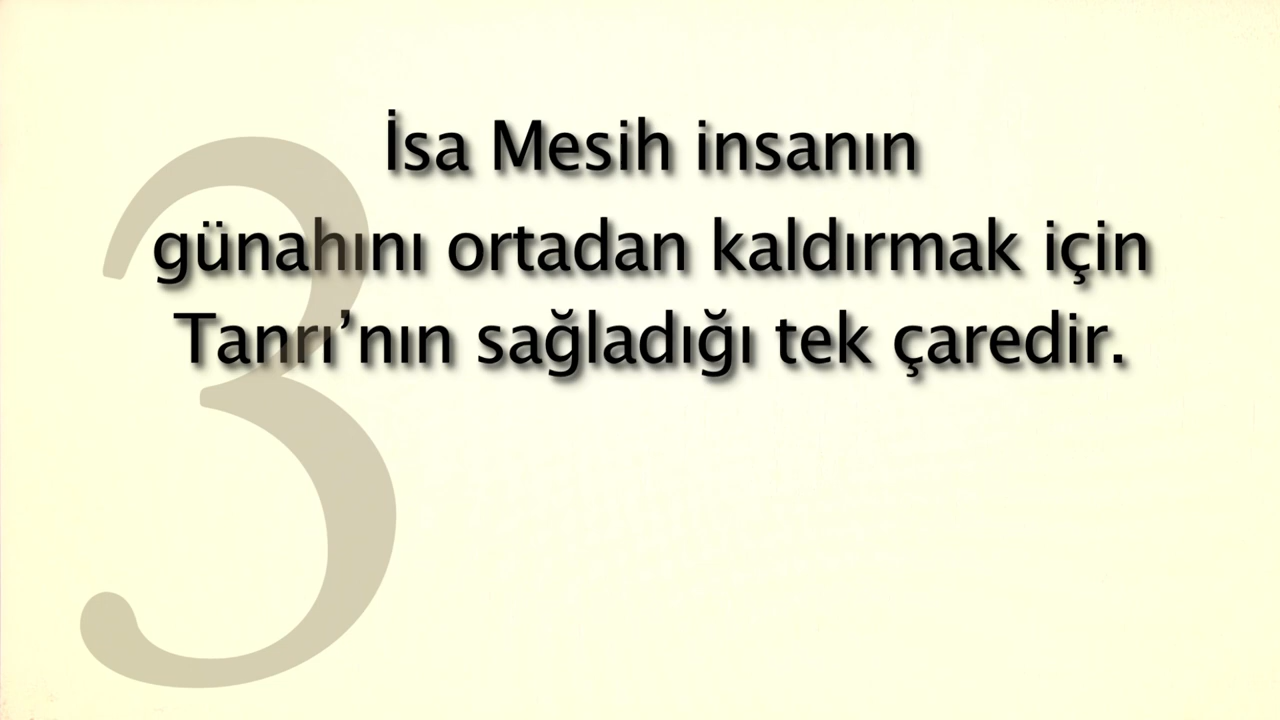 3
İsa Mesih insanın
günahını ortadan kaldırmak için
Tanrı’nın sağladığı tek çaredir.